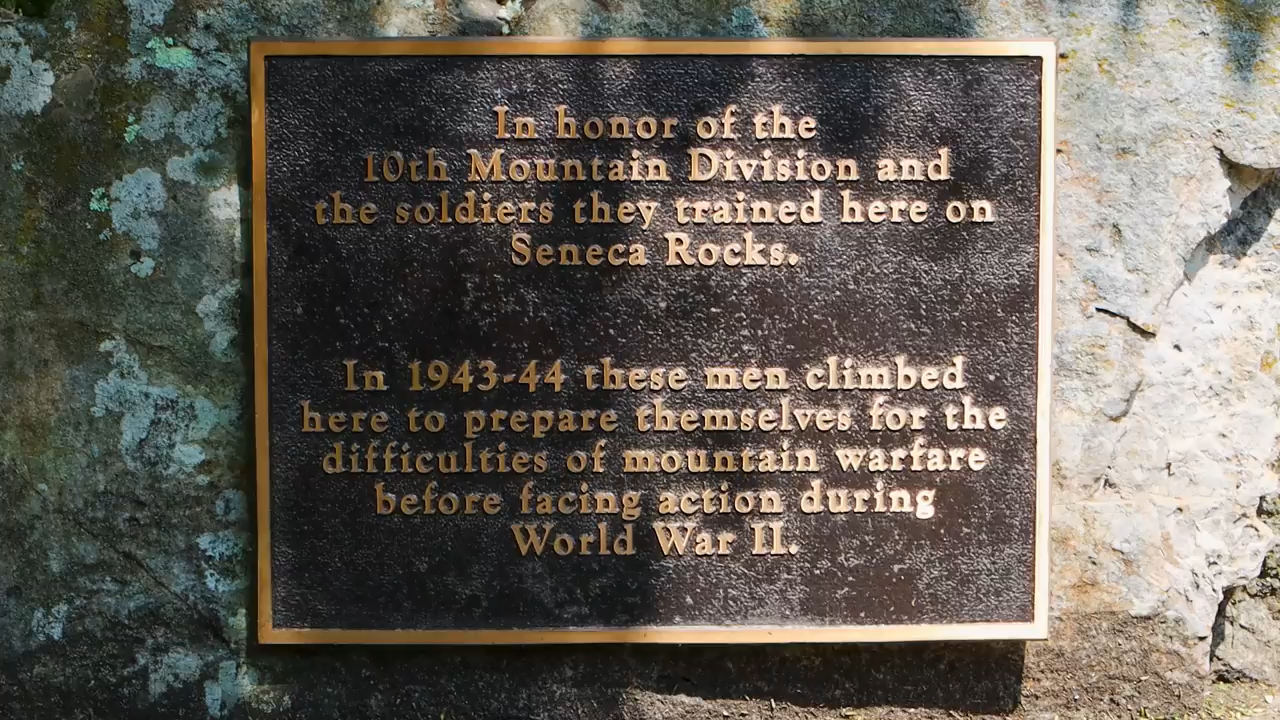 In honor of the
10th Mountain Division and
the soldiers they trained here on
Seneca Rocks.
In 1943-44 these men climbed
here to prepare themselves for the
difficulties of mountain warfare
before facing action during
World War II.